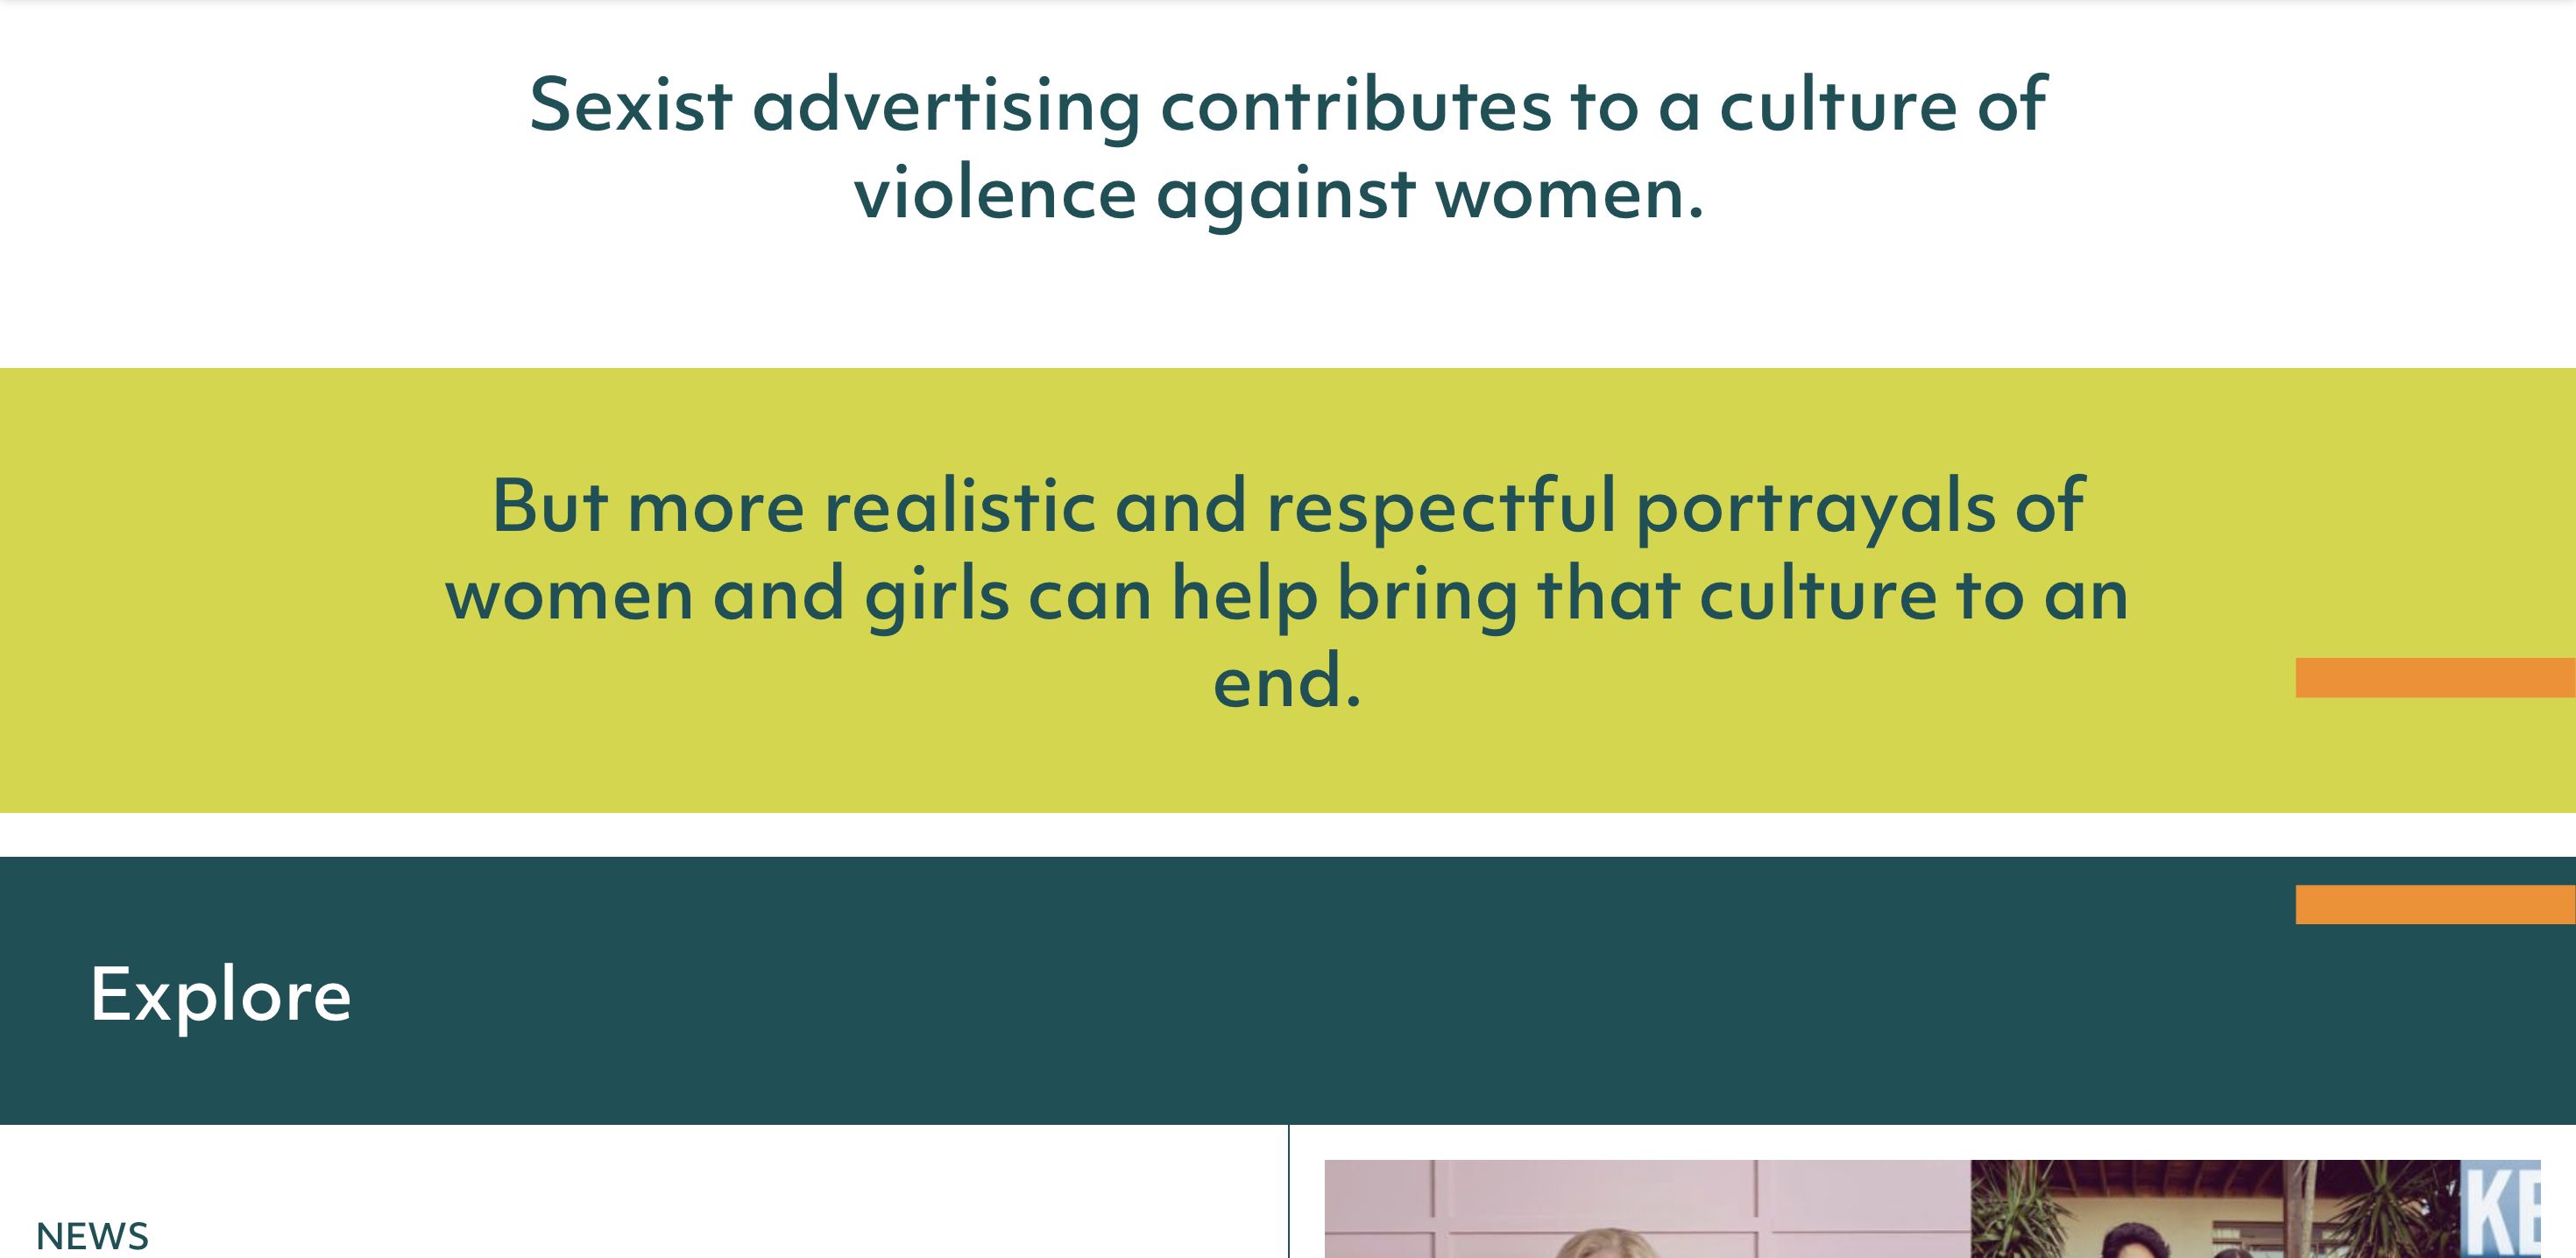 Sexist advertising contributes to a culture of
violence against women.
But more realistic and respectful portrayals of
women and girls can help bring that culture to an
end.
Explore
NEWS